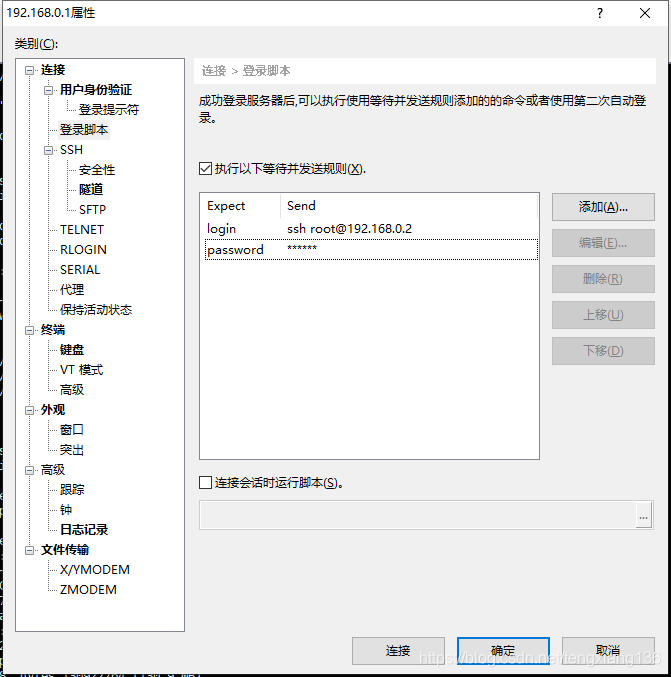 192.168.0.1属性
类别(C):
连接
用户身份验证
登录提示符
登录脚本
SSH
安全性
隧道
SFTP
TELNET
RLOGIN
SERIAL
代理
保持活动状态
终端
键盘
VT 模式
高级
外观
窗口
突出
高级
跟踪
钟
日志记录
文件传输
X/YMODEM
ZMODEM
连接 > 登录脚本
成功登录服务器后,可以执行使用等待并发送规则添加的的命令或者使用第二次自动登
录。
执行以下等待并发送规则(X).
Expect Send
login ssh root@192.168.0.2
password ******
添加(A)...
编辑(E)...
删除(R)
上移(U)
下移(D)
连接会话时运行脚本(S)。
...
连接 确定 取消
https://blog.csdn.net/tengxiang136